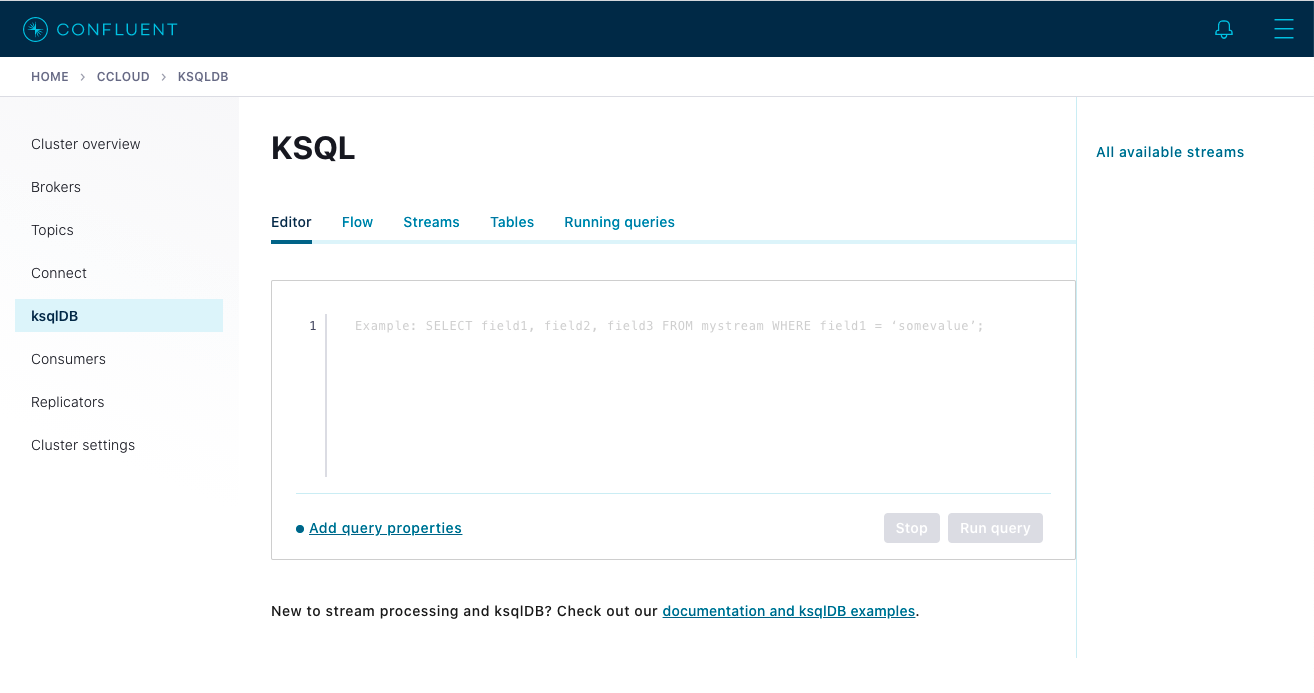 CONFLUENT
HOME > CCLOUD > KSQLDB
Cluster overview
Brokers
Topics
Connect
ksqlDB
Consumers
Replicators
Cluster settings
KSQL
Editor Flow Streams Tables Running queries
1 Example: SELECT field1, field2, field3 FROM mystream WHERE field1 = ‘somevalue’;
Add query properties Stop Run query
New to stream processing and ksqlDB? Check out our documentation and ksqlDB examples.
All available streams